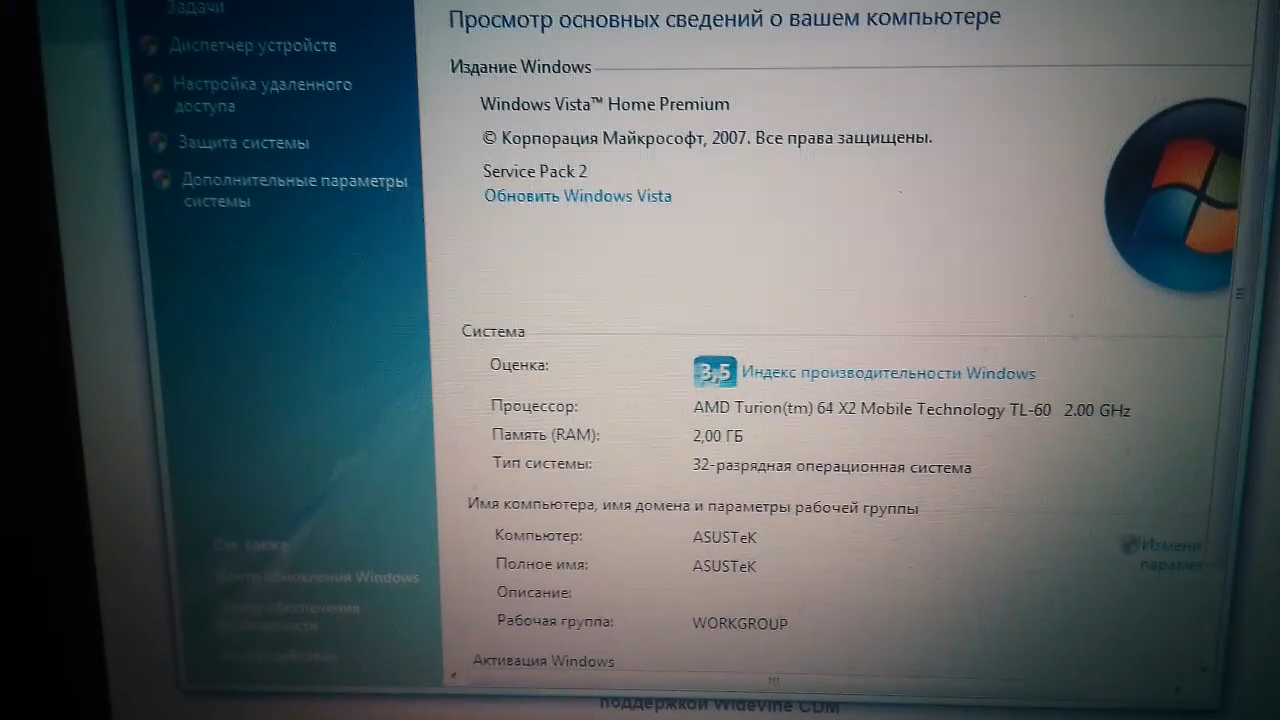 Задачи
Диспетчер устройств
Настройка удаленного
доступа
Защита системы
Дополнительные параметры
системы
См. также
Центр обновления Windows
обеспечения
Просмотр основных сведений о вашем компьютере
Издание Windows
Windows Vista™ Home Premium
© Корпорация Майкрософт, 2007. Все права защищены.
Service Pack 2
Обновить Windows Vista
Система
Оценка:
3,5 Индекс производительности Windows
Процессор:
AMD Turion(tm) 64 X2 Mobile Technology TL-60 2.00 GHz
Память (RAM):
2,00 ГБ
Тип системы:
32-разрядная операционная система
Имя компьютера, имя домена и параметры рабочей группы
Компьютер:
ASUSTeK
Измени
парамет
Полное имя:
ASUSTeK
Описание:
Рабочая группа:
WORKGROUP
Активация Windows
поддержкой Widevine CDM